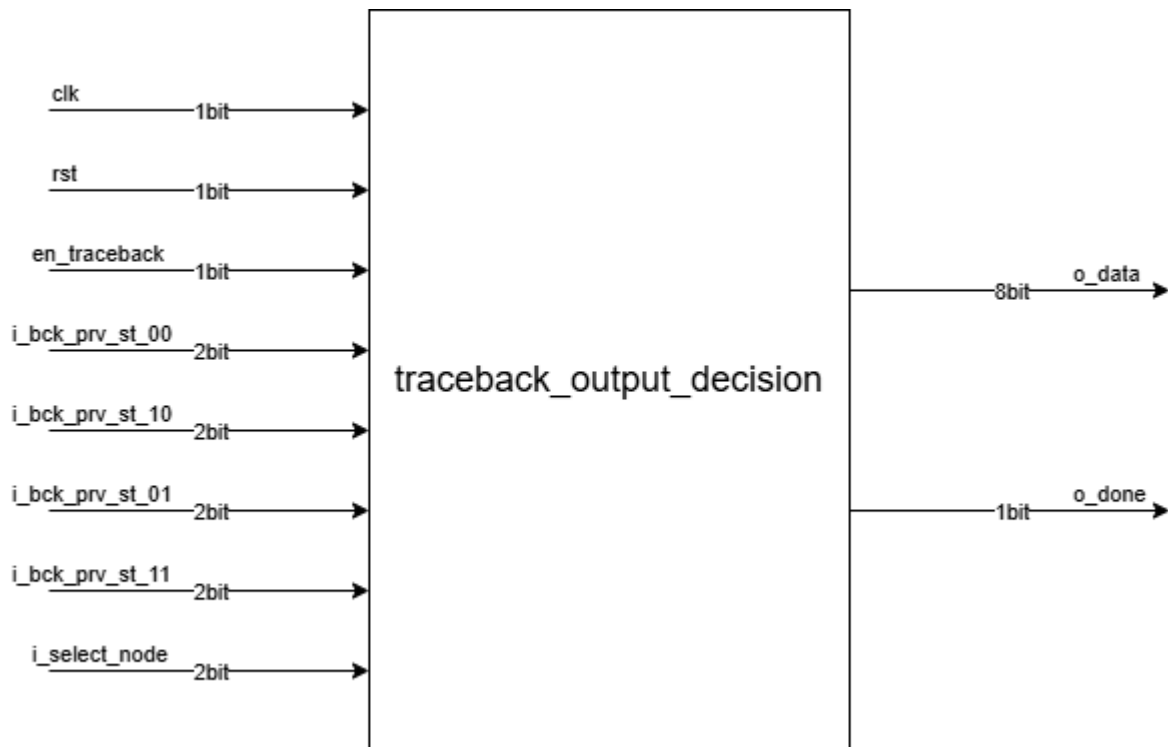 clk
1bit
rst
1bit
en_traceback
1bit
i_bck_prv_st_00
2bit
i_bck_prv_st_10
2bit
i_bck_prv_st_01
2bit
i_bck_prv_st_11
2bit
i_select_node
2bit
traceback_output_decision
o_data
8bit
o_done
1bit